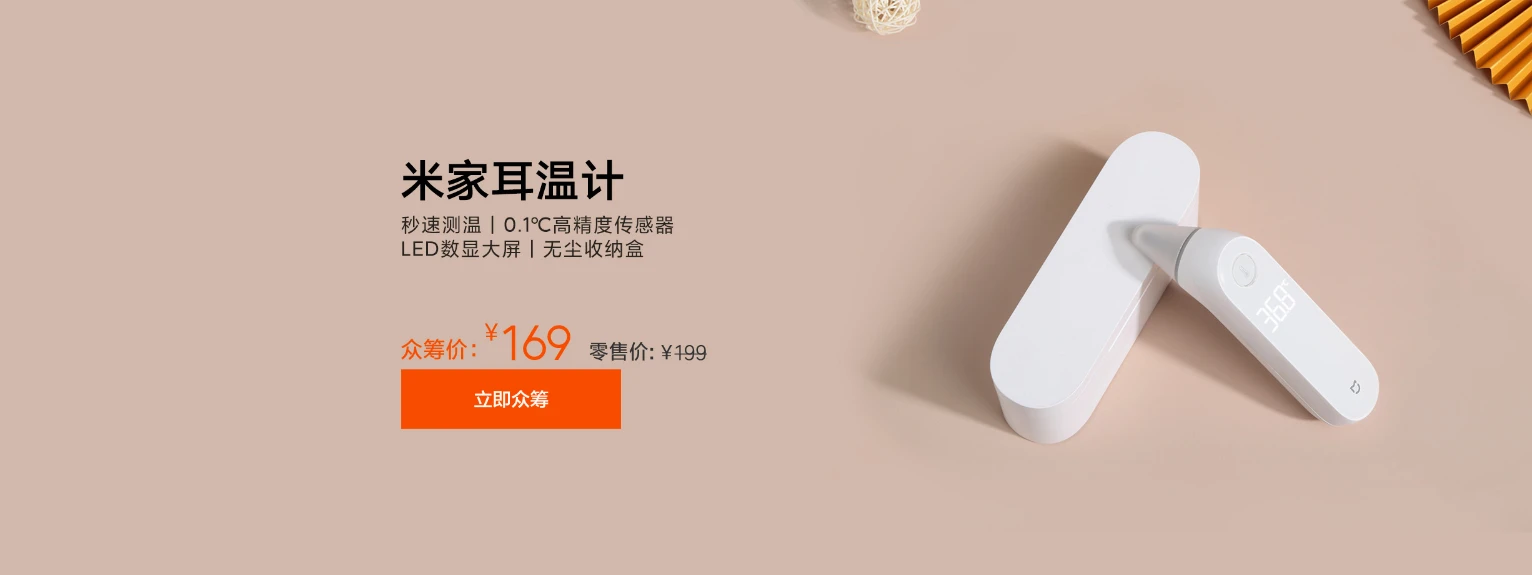 米家耳温计
秒速测温丨0.1℃高精度传感器
LED数显大屏丨无尘收纳盒
众筹价：¥169 零售价: ¥199
立即众筹
36.8℃